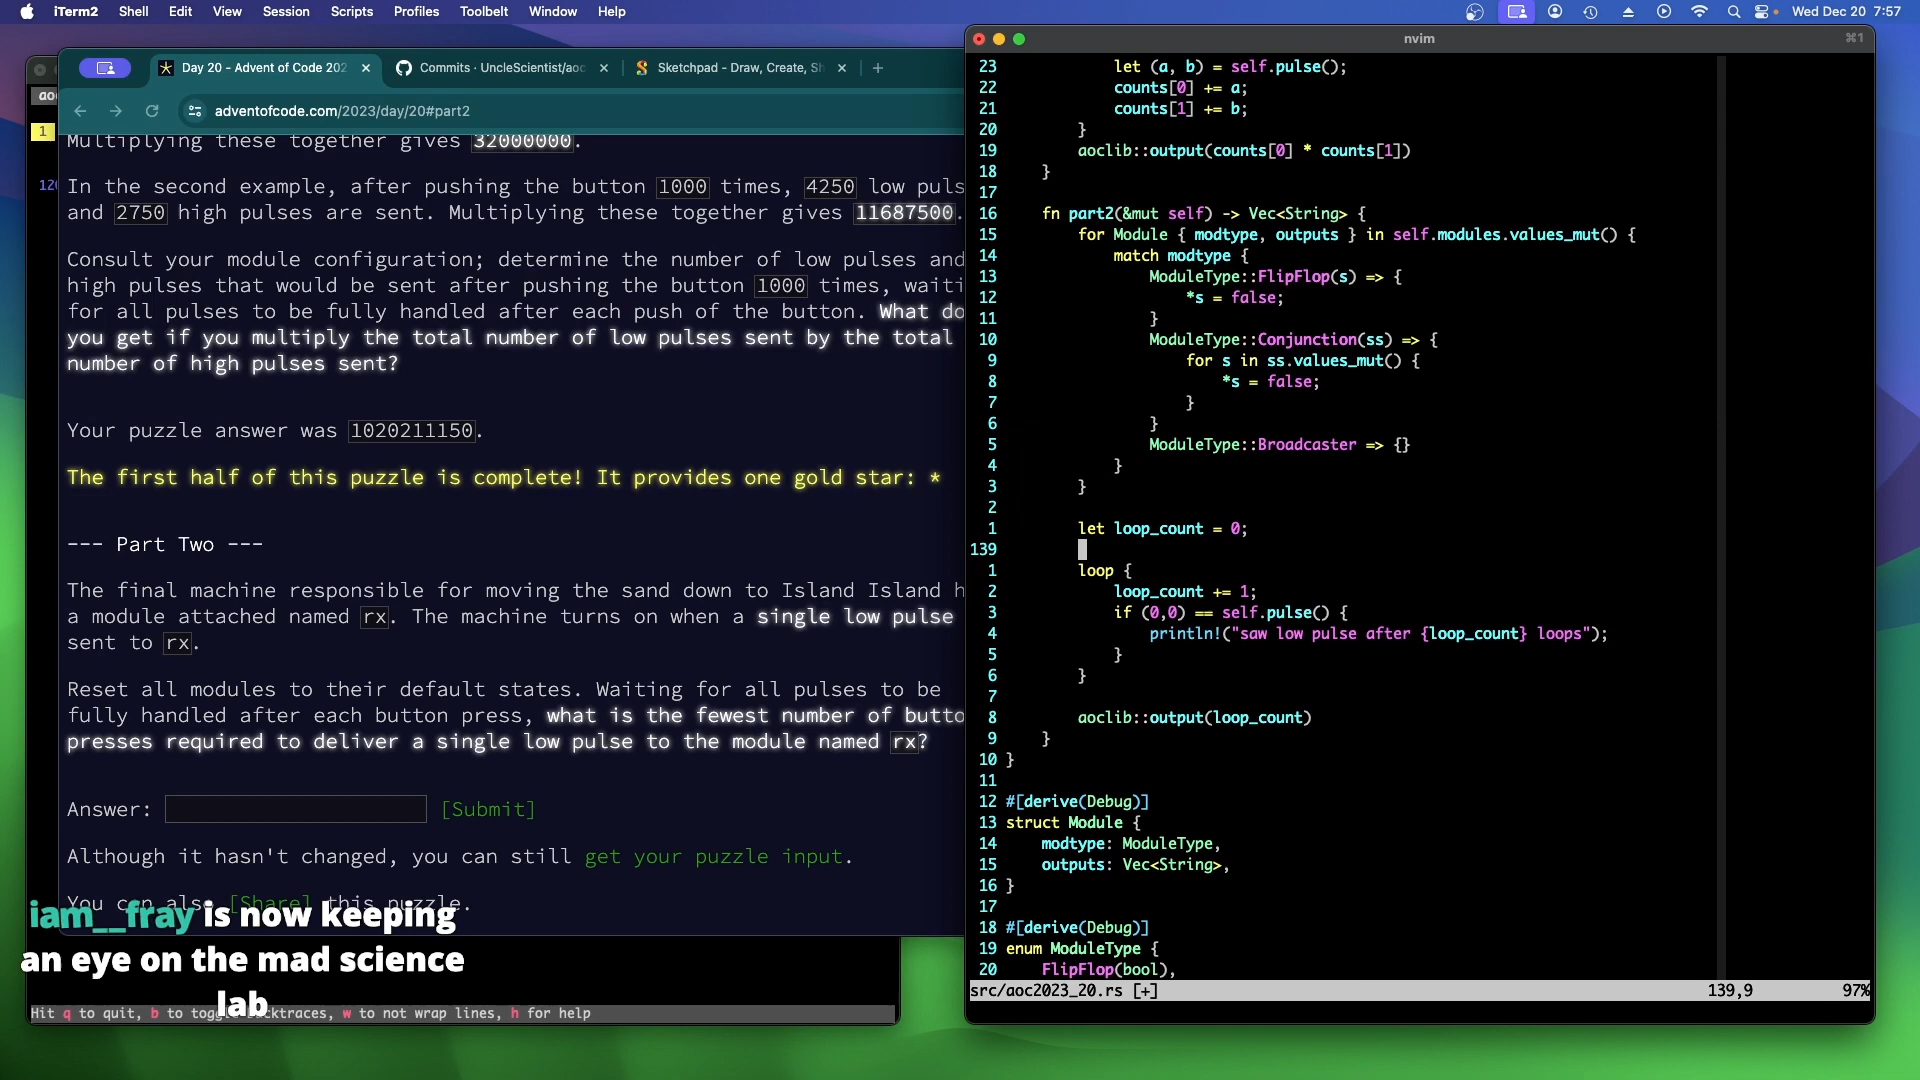 iTerm2 Shell Edit View Session Scripts Profiles Toolbelt Window Help Wed Dec 20 7:57
Day 20 - Advent of Code 202 × Commits · UncleScientist/aoc × Sketchpad - Draw, Create, Sh × +
adventofcode.com/2023/day/20#part2
aoc
1
120
Multiplying these together gives 32000000.
In the second example, after pushing the button 1000 times, 4250 low puls
and 2750 high pulses are sent. Multiplying these together gives 11687500.
Consult your module configuration; determine the number of low pulses and
high pulses that would be sent after pushing the button 1000 times, waiti
for all pulses to be fully handled after each push of the button. What do
you get if you multiply the total number of low pulses sent by the total
number of high pulses sent?
Your puzzle answer was 1020211150.
The first half of this puzzle is complete! It provides one gold star: *
--- Part Two ---
The final machine responsible for moving the sand down to Island Island h
a module attached named rx. The machine turns on when a single low pulse
sent to rx.
Reset all modules to their default states. Waiting for all pulses to be
fully handled after each button press, what is the fewest number of butto
presses required to deliver a single low pulse to the module named rx?
Answer: [Submit]
Although it hasn't changed, you can still get your puzzle input.
You can also [Share] this puzzle.
iam__fray is now keeping
an eye on the mad science
lab
Hit q to quit, b to toggle backtraces, w to not wrap lines, h for help
nvim ⌘1
23 let (a, b) = self.pulse();
22 counts[0] += a;
21 counts[1] += b;
20 }
19 aoclib::output(counts[0] * counts[1])
18 }
17
16 fn part2(&mut self) -> Vec<String> {
15 for Module { modtype, outputs } in self.modules.values_mut() {
14 match modtype {
13 ModuleType::FlipFlop(s) => {
12 *s = false;
11 }
10 ModuleType::Conjunction(ss) => {
9 for s in ss.values_mut() {
8 *s = false;
7 }
6 }
5 ModuleType::Broadcaster => {}
4 }
3 }
2
1 let loop_count = 0;
139
1 loop {
2 loop_count += 1;
3 if (0,0) == self.pulse() {
4 println!("saw low pulse after {loop_count} loops");
5 }
6 }
7
8 aoclib::output(loop_count)
9 }
10 }
11
12 #[derive(Debug)]
13 struct Module {
14 modtype: ModuleType,
15 outputs: Vec<String>,
16 }
17
18 #[derive(Debug)]
19 enum ModuleType {
20 FlipFlop(bool),
src/aoc2023_20.rs [+] 139,9 97%